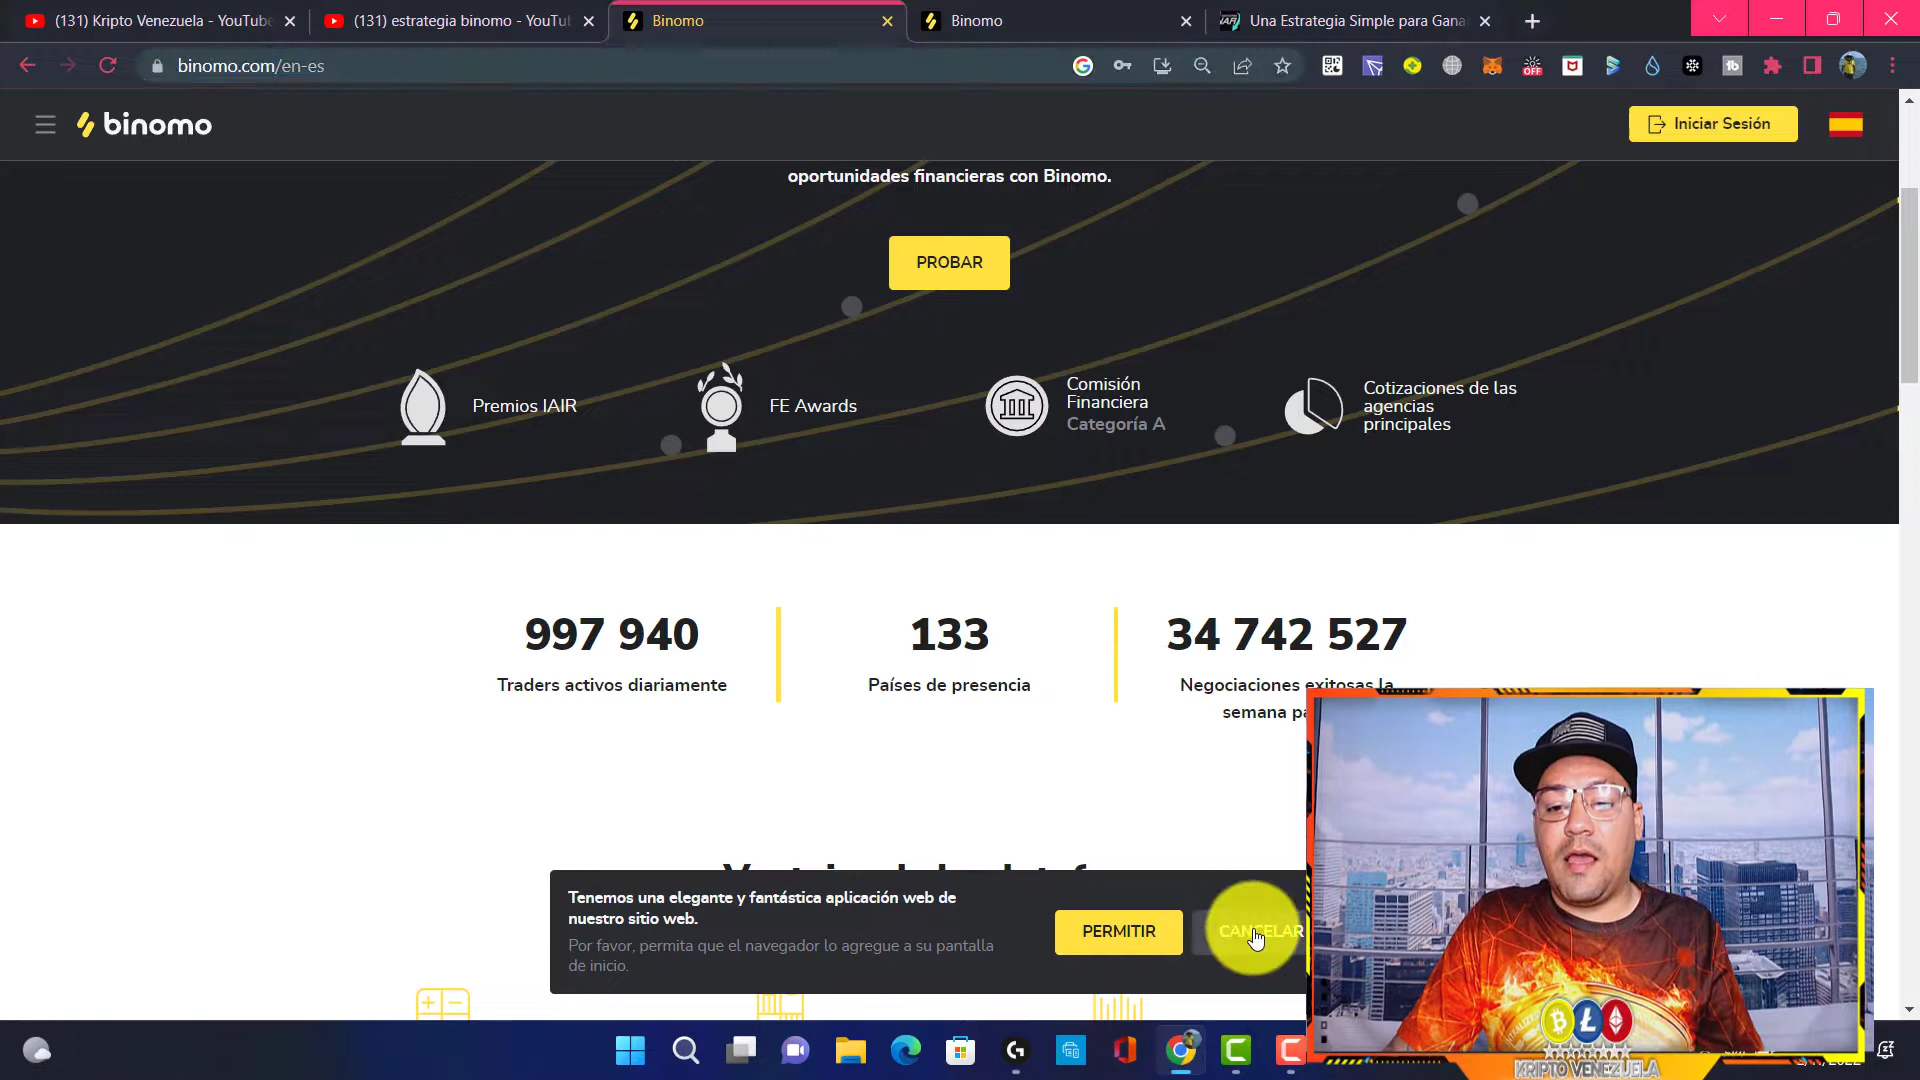 (131) Kripto Venezuela - YouTube
(131) estrategia binomo - YouTu
Binomo
Binomo
Una Estrategia Simple para Gana
binomo.com/en-es
binomo
Iniciar Sesión
oportunidades financieras con Binomo.
PROBAR
Premios IAIR
FE Awards
Comisión
Financiera
Categoría A
Cotizaciones de las
agencias
principales
997 940
133
34 742 527
Traders activos diariamente
Países de presencia
Negociaciones exitosas la
semana
Tenemos una elegante y fantástica aplicación web de
nuestro sitio web.
Por favor, permita que el navegador lo agregue a su pantalla
de inicio.
PERMITIR
CANCELAR
KRIPTO VENEZUELA